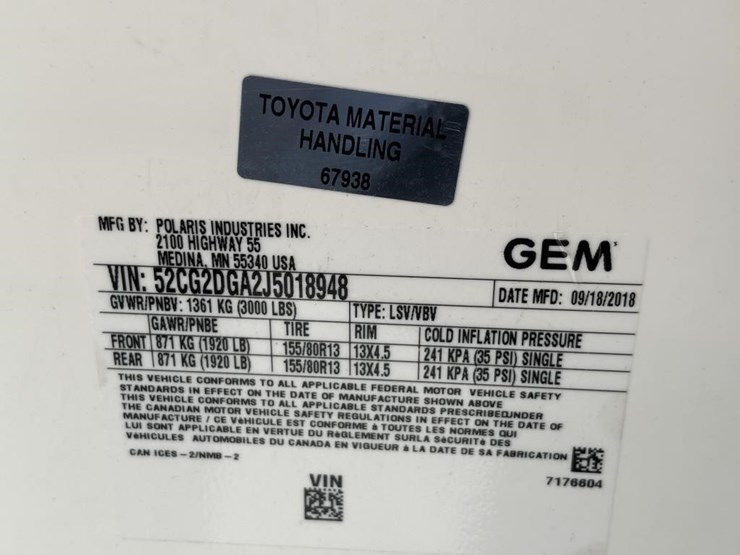 TOYOTA MATERIAL
HANDLING
67938
MFG BY: POLARIS INDUSTRIES INC.
2100 HIGHWAY 55
MEDINA, MN 55340 USA
GEM
VIN: 52CG2DGA2J5018948
DATE MFD: 09/18/2018
GVWR/PNBV: 1361 KG (3000 LBS)
TYPE: LSV/VBV
GAWR/PNBE TIRE RIM COLD INFLATION PRESSURE
FRONT 871 KG (1920 LB) 155/80R13 13X4.5 241 KPA (35 PSI) SINGLE
REAR 871 KG (1920 LB) 155/80R13 13X4.5 241 KPA (35 PSI) SINGLE
THIS VEHICLE CONFORMS TO ALL APPLICABLE FEDERAL MOTOR VEHICLE SAFETY
STANDARDS IN EFFECT ON THE DATE OF MANUFACTURE SHOWN ABOVE
THIS VEHICLE CONFORMS TO ALL APPLICABLE STANDARDS PRESCRIBEDUNDER
THE CANADIAN MOTOR VEHICLE SAFETY REGULATIONS IN EFFECT ON THE DATE OF
MANUFACTURE / CE VéHICULE EST CONFORME à TOUTES LES NORMES QUI
LUI SONT APPLICABLE EN VERTUE DU RèGLEMENT SURLA SéCURITé DES
VéHICULES AUTOMOBILES DU CANADA EN VIGUEUR à LA DATE DE SA FABRICATION
CAN ICES-2/NMB-2
7176604
VIN